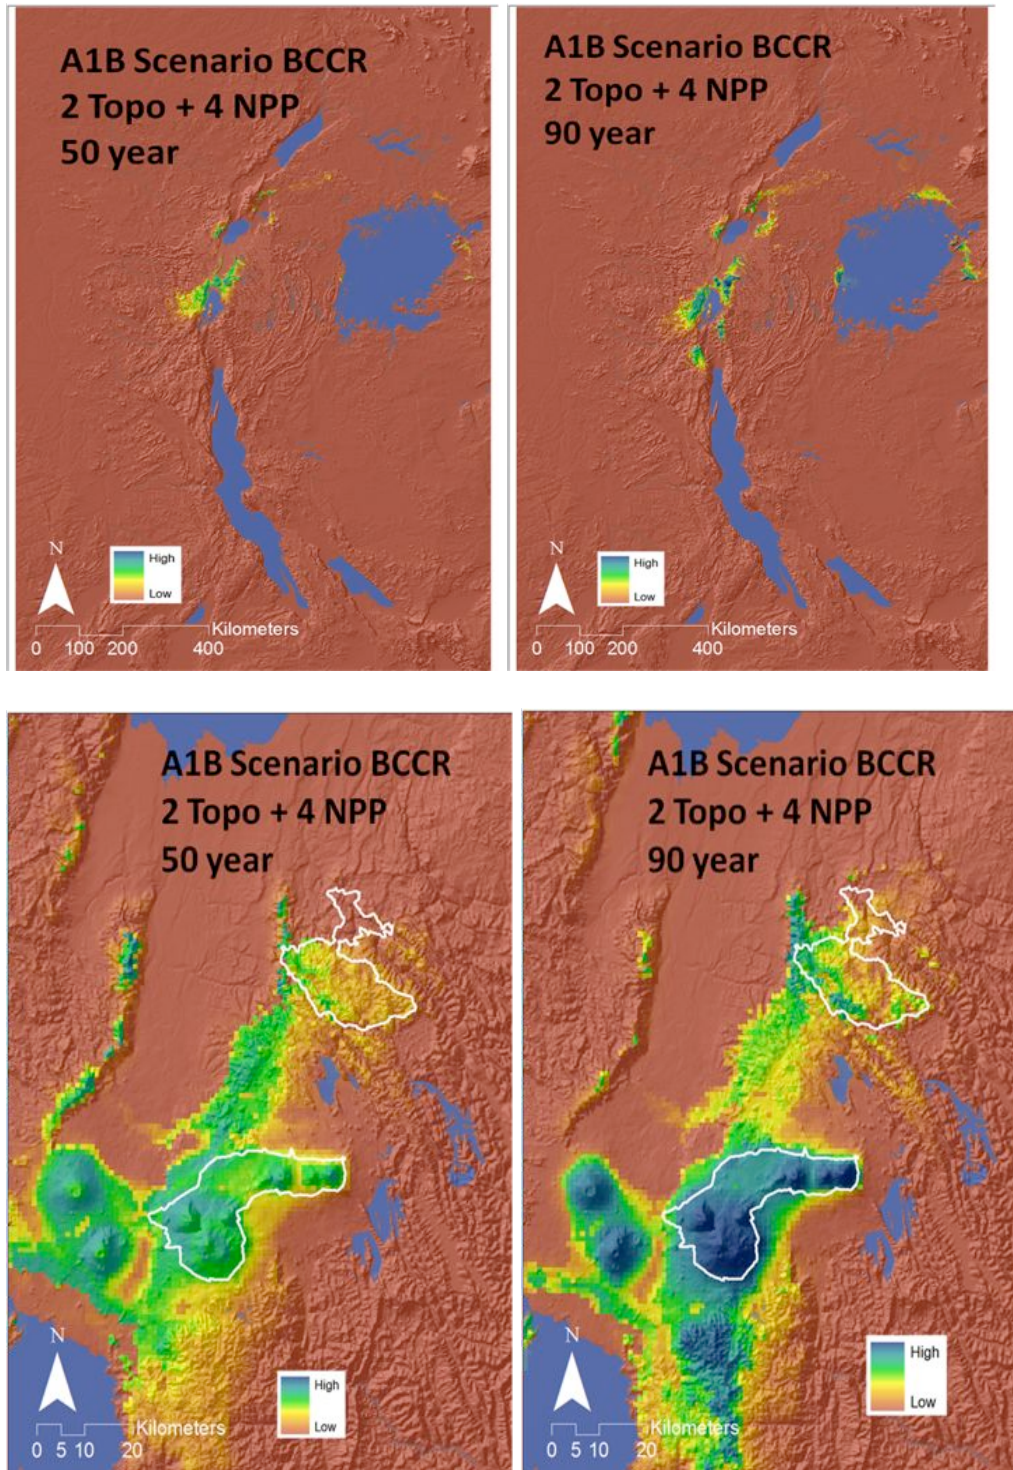 A1B Scenario BCCR
2 Topo + 4 NPP
50 year
N
High
Low
Kilometers
0 100 200 400
A1B Scenario BCCR
2 Topo + 4 NPP
90 year
N
High
Low
Kilometers
0 100 200 400
A1B Scenario BCCR
2 Topo + 4 NPP
50 year
N
High
Low
Kilometers
0 5 10 20
A1B Scenario BCCR
2 Topo + 4 NPP
90 year
N
High
Low
Kilometers
0 5 10 20